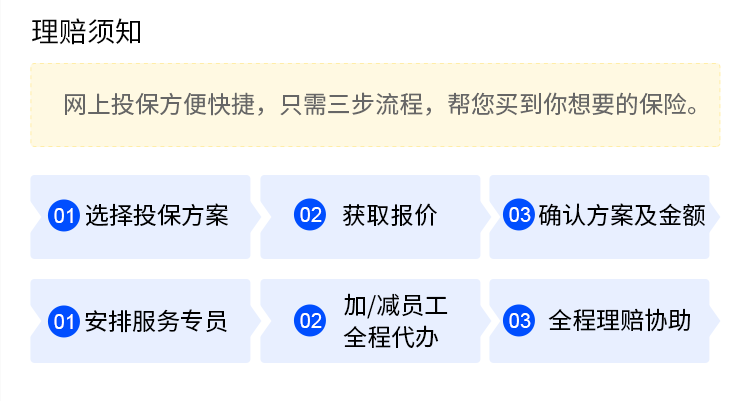 理赔须知
网上投保方便快捷，只需三步流程，帮您买到你想要的保险。
01 选择投保方案
02 获取报价
03 确认方案及金额
01 安排服务专员
02 加/减员工
全程代办
03 全程理赔协助